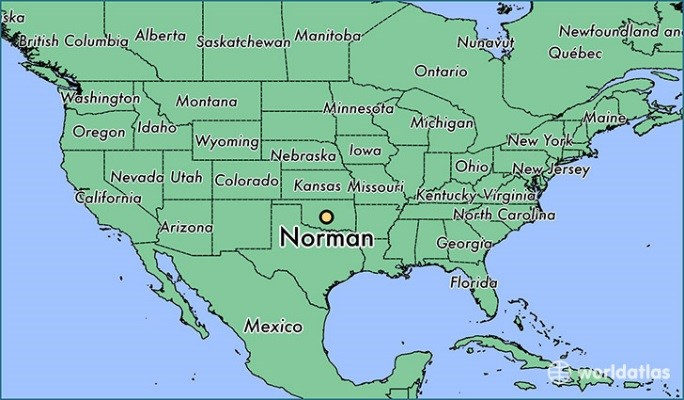 ska
British Columbia
Alberta
Saskatchewan
Manitoba
Ontario
Nunavut
Newfoundland and
Québec
Washington
Montana
Minnesota
Michigan
Maine
Oregon
Idaho
Wyoming
Nebraska
Iowa
New York
Ohio
New Jersey
Nevada
Utah
Colorado
Kansas
Missouri
Kentucky
Virginia
California
Arizona
North Carolina
Norman
Georgia
Florida
Mexico
worldatlas